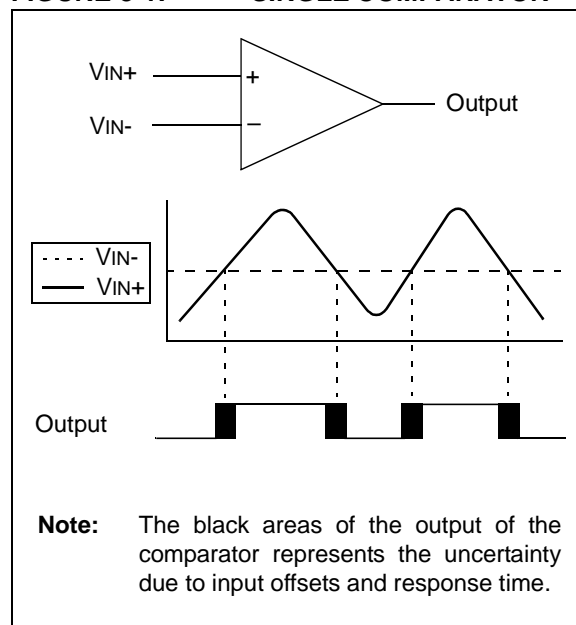 VIN+
+
Output
VIN-
−
VIN-
VIN+
Output
Note: The black areas of the output of the
comparator represents the uncertainty
due to input offsets and response time.